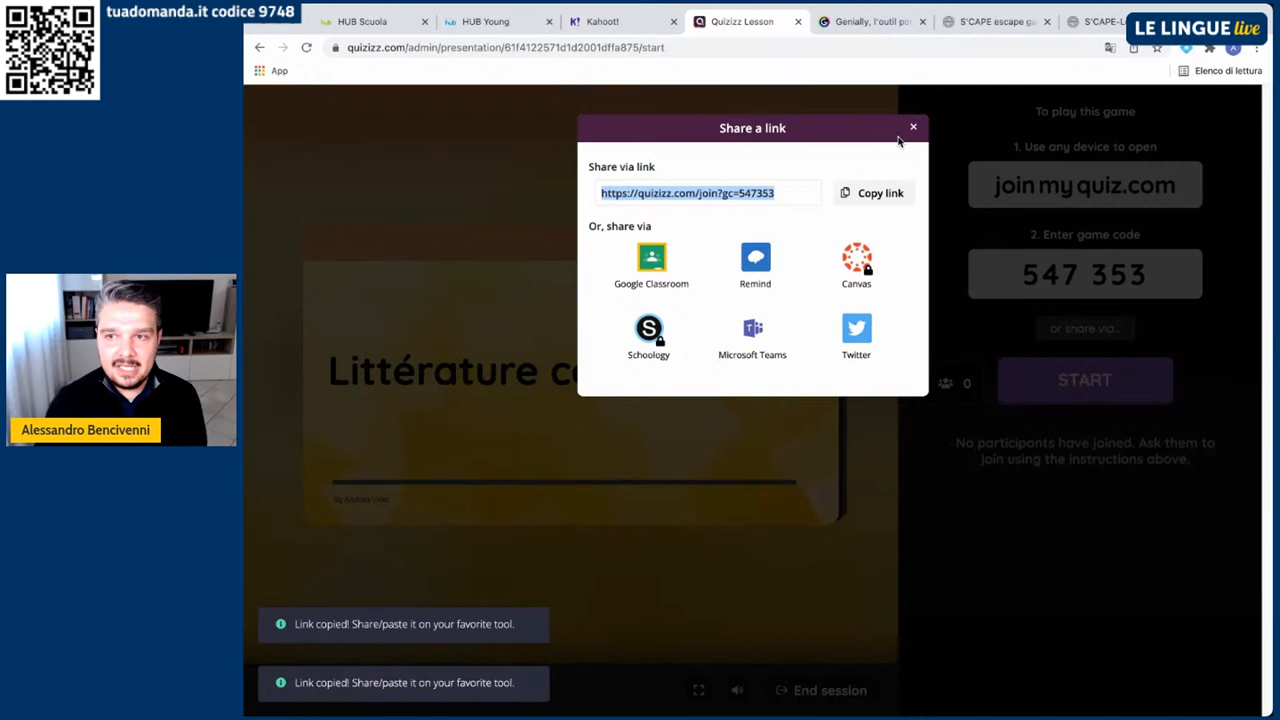 tuadomanda.it codice 9748
HUB Scuola
HUB Young
Kahoot!
Quizizz Lesson
Genially, l'outil po
S'CAPE escape ga
S'CAPE-L
LE LINGUE live
quizizz.com/admin/presentation/61f4122571d1d2001dffa875/start
App
Elenco di lettura
Share a link
Share via link
https://quizizz.com/join?gc=547353
Copy link
Or, share via
Google Classroom
Remind
Canvas
Schoology
Microsoft Teams
Twitter
To play this game
1. Use any device to open
joinmyquiz.com
2. Enter game code
547 353
or share via...
0
START
No participants have joined. Ask them to
join using the instructions above.
Littérature
Alessandro Bencivenni
Link copied! Share/paste it on your favorite tool.
Link copied! Share/paste it on your favorite tool.
End session